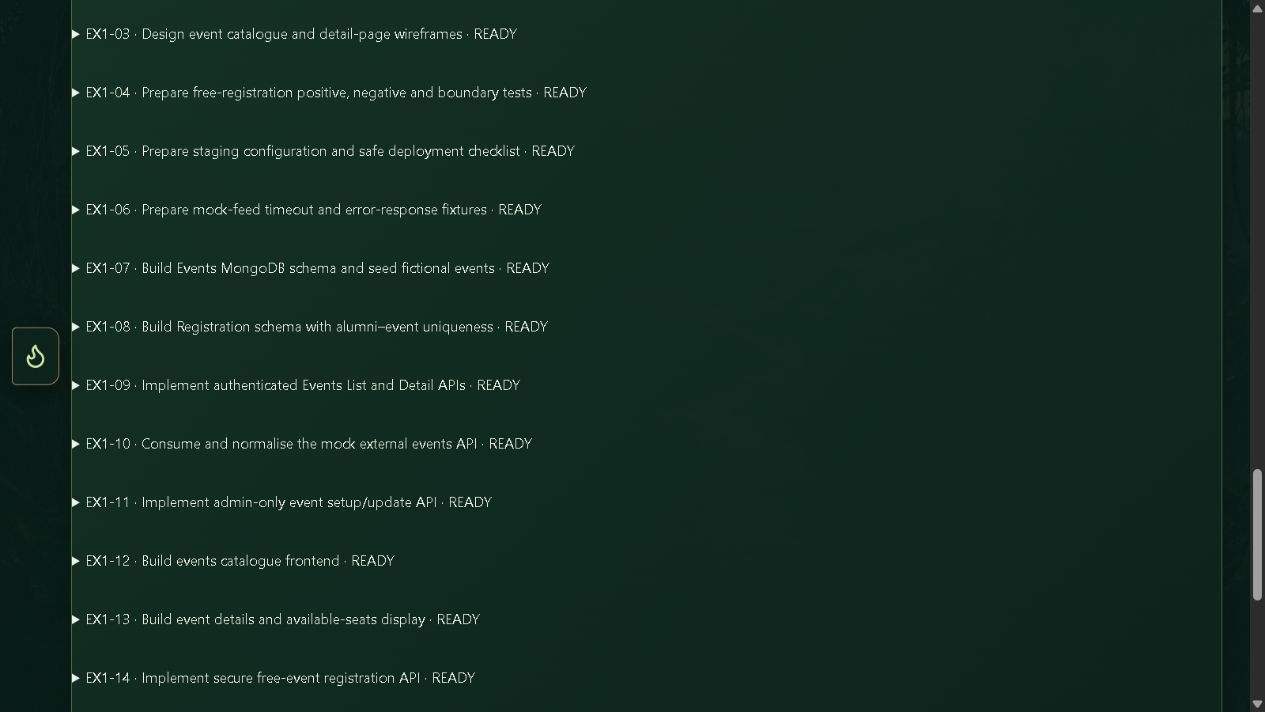 EX1-03 · Design event catalogue and detail-page wireframes · READY
EX1-04 · Prepare free-registration positive, negative and boundary tests · READY
EX1-05 · Prepare staging configuration and safe deployment checklist · READY
EX1-06 · Prepare mock-feed timeout and error-response fixtures · READY
EX1-07 · Build Events MongoDB schema and seed fictional events · READY
EX1-08 · Build Registration schema with alumni–event uniqueness · READY
EX1-09 · Implement authenticated Events List and Detail APIs · READY
EX1-10 · Consume and normalise the mock external events API · READY
EX1-11 · Implement admin-only event setup/update API · READY
EX1-12 · Build events catalogue frontend · READY
EX1-13 · Build event details and available-seats display · READY
EX1-14 · Implement secure free-event registration API · READY